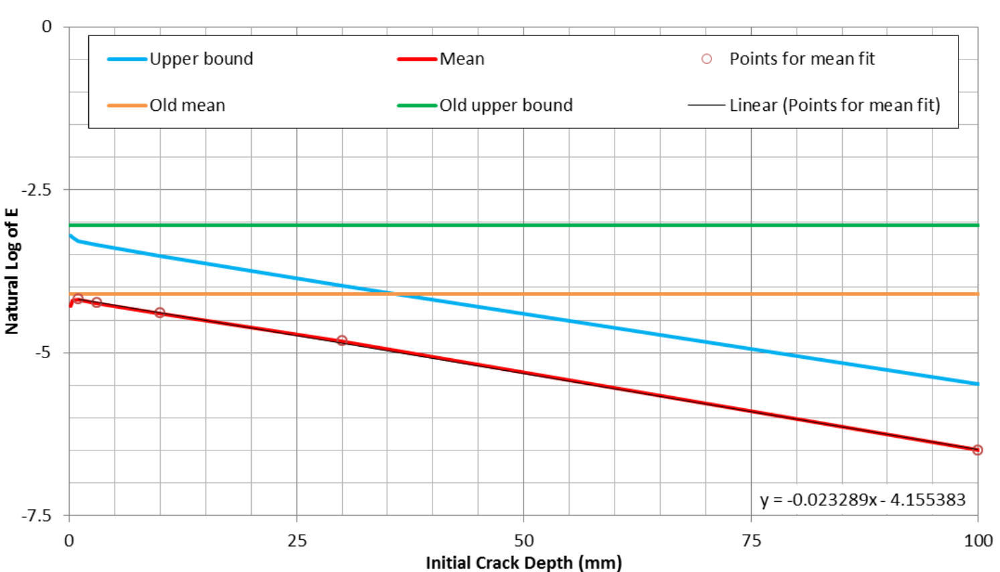 0
Upper bound
Mean
Points for mean fit
Old mean
Old upper bound
Linear (Points for mean fit)
-2.5
Natural Log of E
-5
y = -0.023289x - 4.155383
-7.5
0
25
50
75
100
Initial Crack Depth (mm)